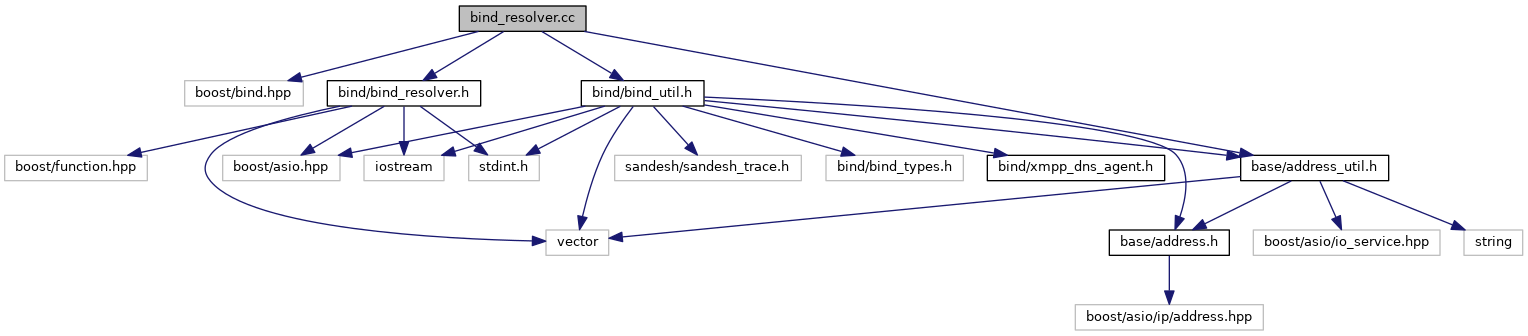 bind_resolver.cc
boost/bind.hpp
bind/bind_resolver.h
bind/bind_util.h
boost/function.hpp
boost/asio.hpp
iostream
stdint.h
sandesh/sandesh_trace.h
bind/bind_types.h
bind/xmpp_dns_agent.h
base/address_util.h
vector
base/address.h
boost/asio/io_service.hpp
string
boost/asio/ip/address.hpp